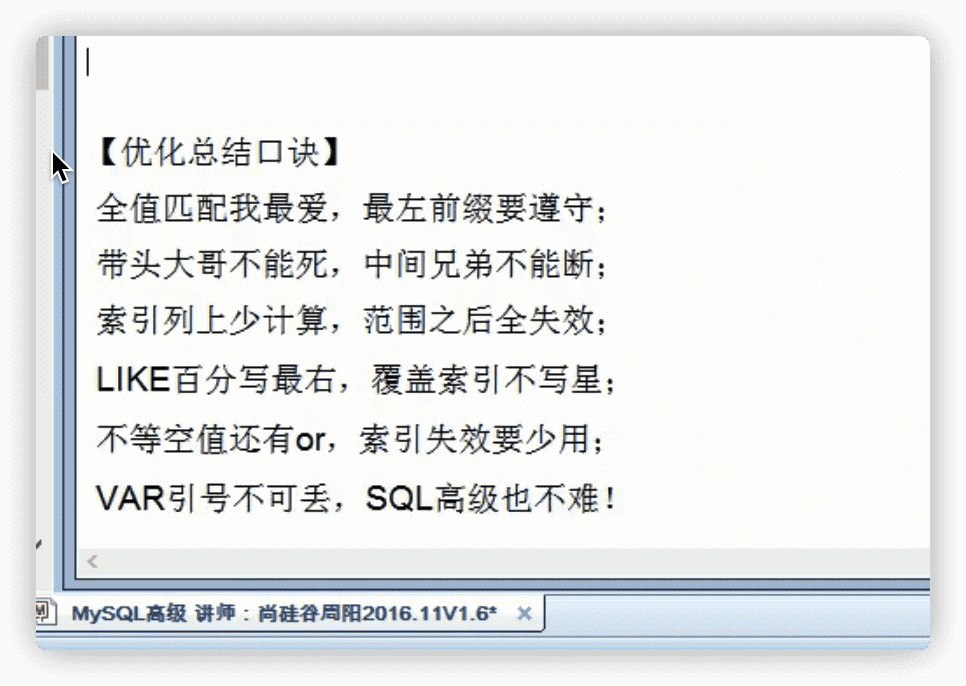 【优化总结口诀】
全值匹配我最爱，最左前缀要遵守；
带头大哥不能死，中间兄弟不能断；
索引列上少计算，范围之后全失效；
LIKE百分写最右，覆盖索引不写星；
不等空值还有or，索引失效要少用；
VAR引号不可丢，SQL高级也不难！
MySQL高级 讲师：尚硅谷周阳2016.11V1.6*